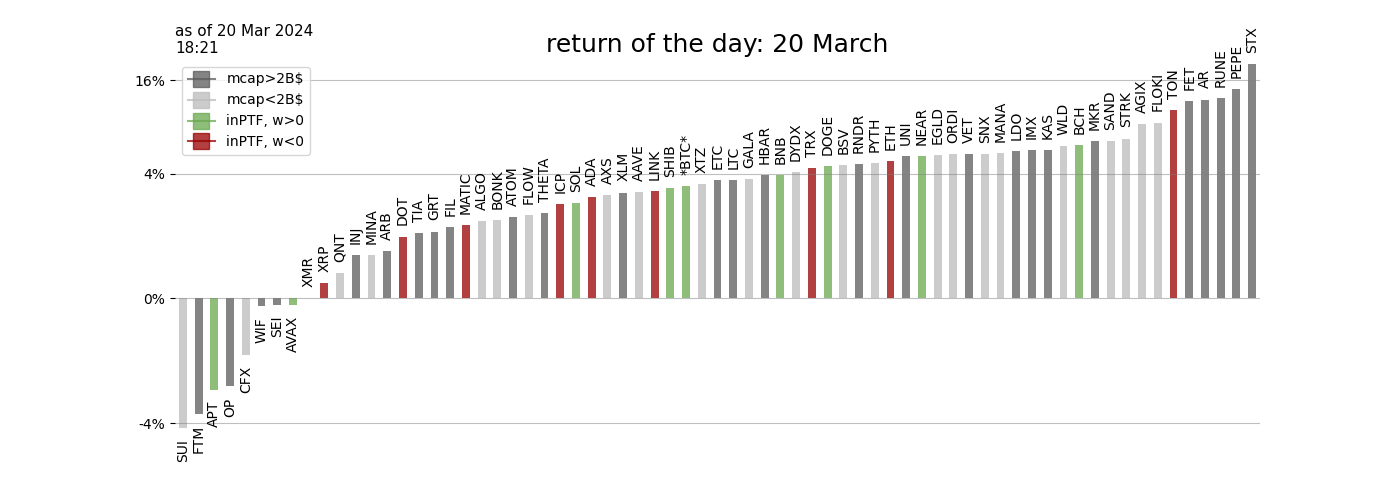 as of 20 Mar 2024
18:21
return of the day: 20 March
mcap>2B$
mcap<2B$
inPTF, w>0
inPTF, w<0
16%
4%
0%
-4%
SUI
FTM
APT
OP
CFX
WIF
SEI
AVAX
XMR
XRP
QNT
INJ
MINA
ARB
DOT
TIA
GRT
FIL
MATIC
ALGO
BONK
ATOM
FLOW
THETA
ICP
SOL
ADA
AXS
XLM
AAVE
LINK
SHIB
*BTC*
XTZ
ETC
LTC
GALA
HBAR
BNB
DYDX
TRX
DOGE
BSV
RNDR
PYTH
ETH
UNI
NEAR
EGLD
ORDI
VET
SNX
MANA
LDO
IMX
KAS
WLD
BCH
MKR
SAND
STRK
AGIX
FLOKI
TON
FET
AR
RUNE
PEPE
STX